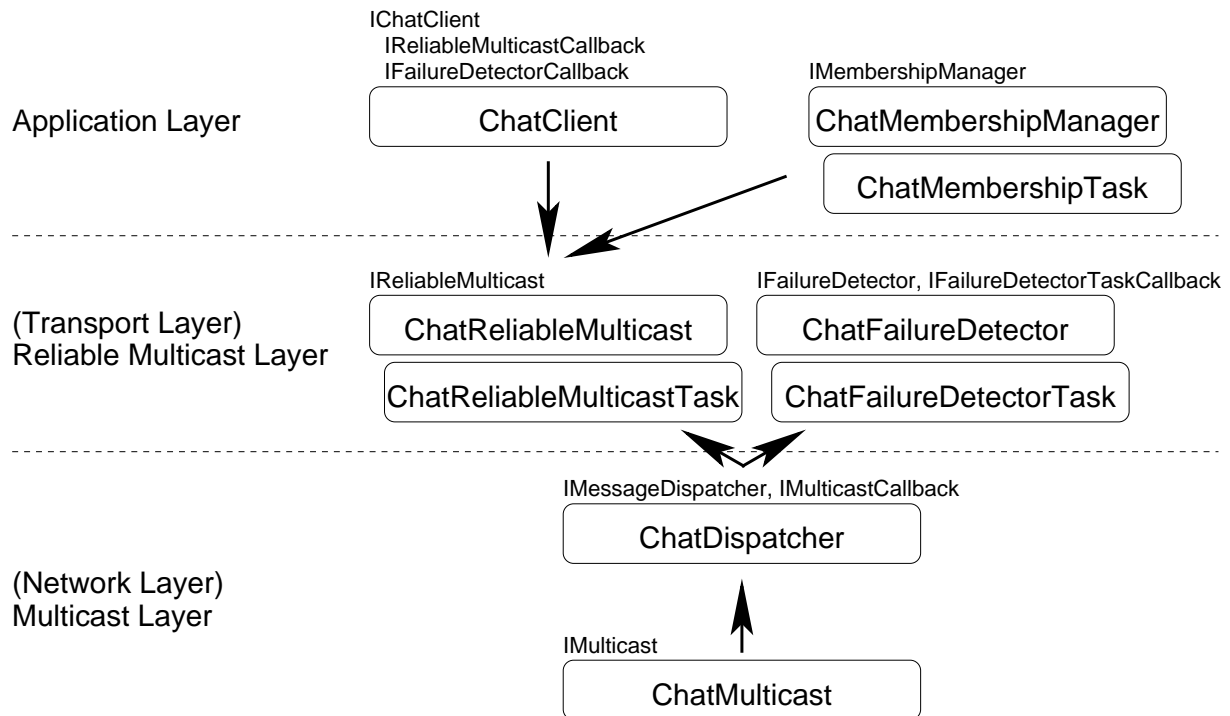 IChatClient
IReliableMulticastCallback
IFailureDetectorCallback
IMembershipManager
Application Layer
ChatClient
ChatMembershipManager
ChatMembershipTask
IReliableMulticast
IFailureDetector, IFailureDetectorTaskCallback
(Transport Layer)
Reliable Multicast Layer
ChatReliableMulticast
ChatFailureDetector
ChatReliableMulticastTask
ChatFailureDetectorTask
IMessageDispatcher, IMulticastCallback
ChatDispatcher
(Network Layer)
Multicast Layer
IMulticast
ChatMulticast